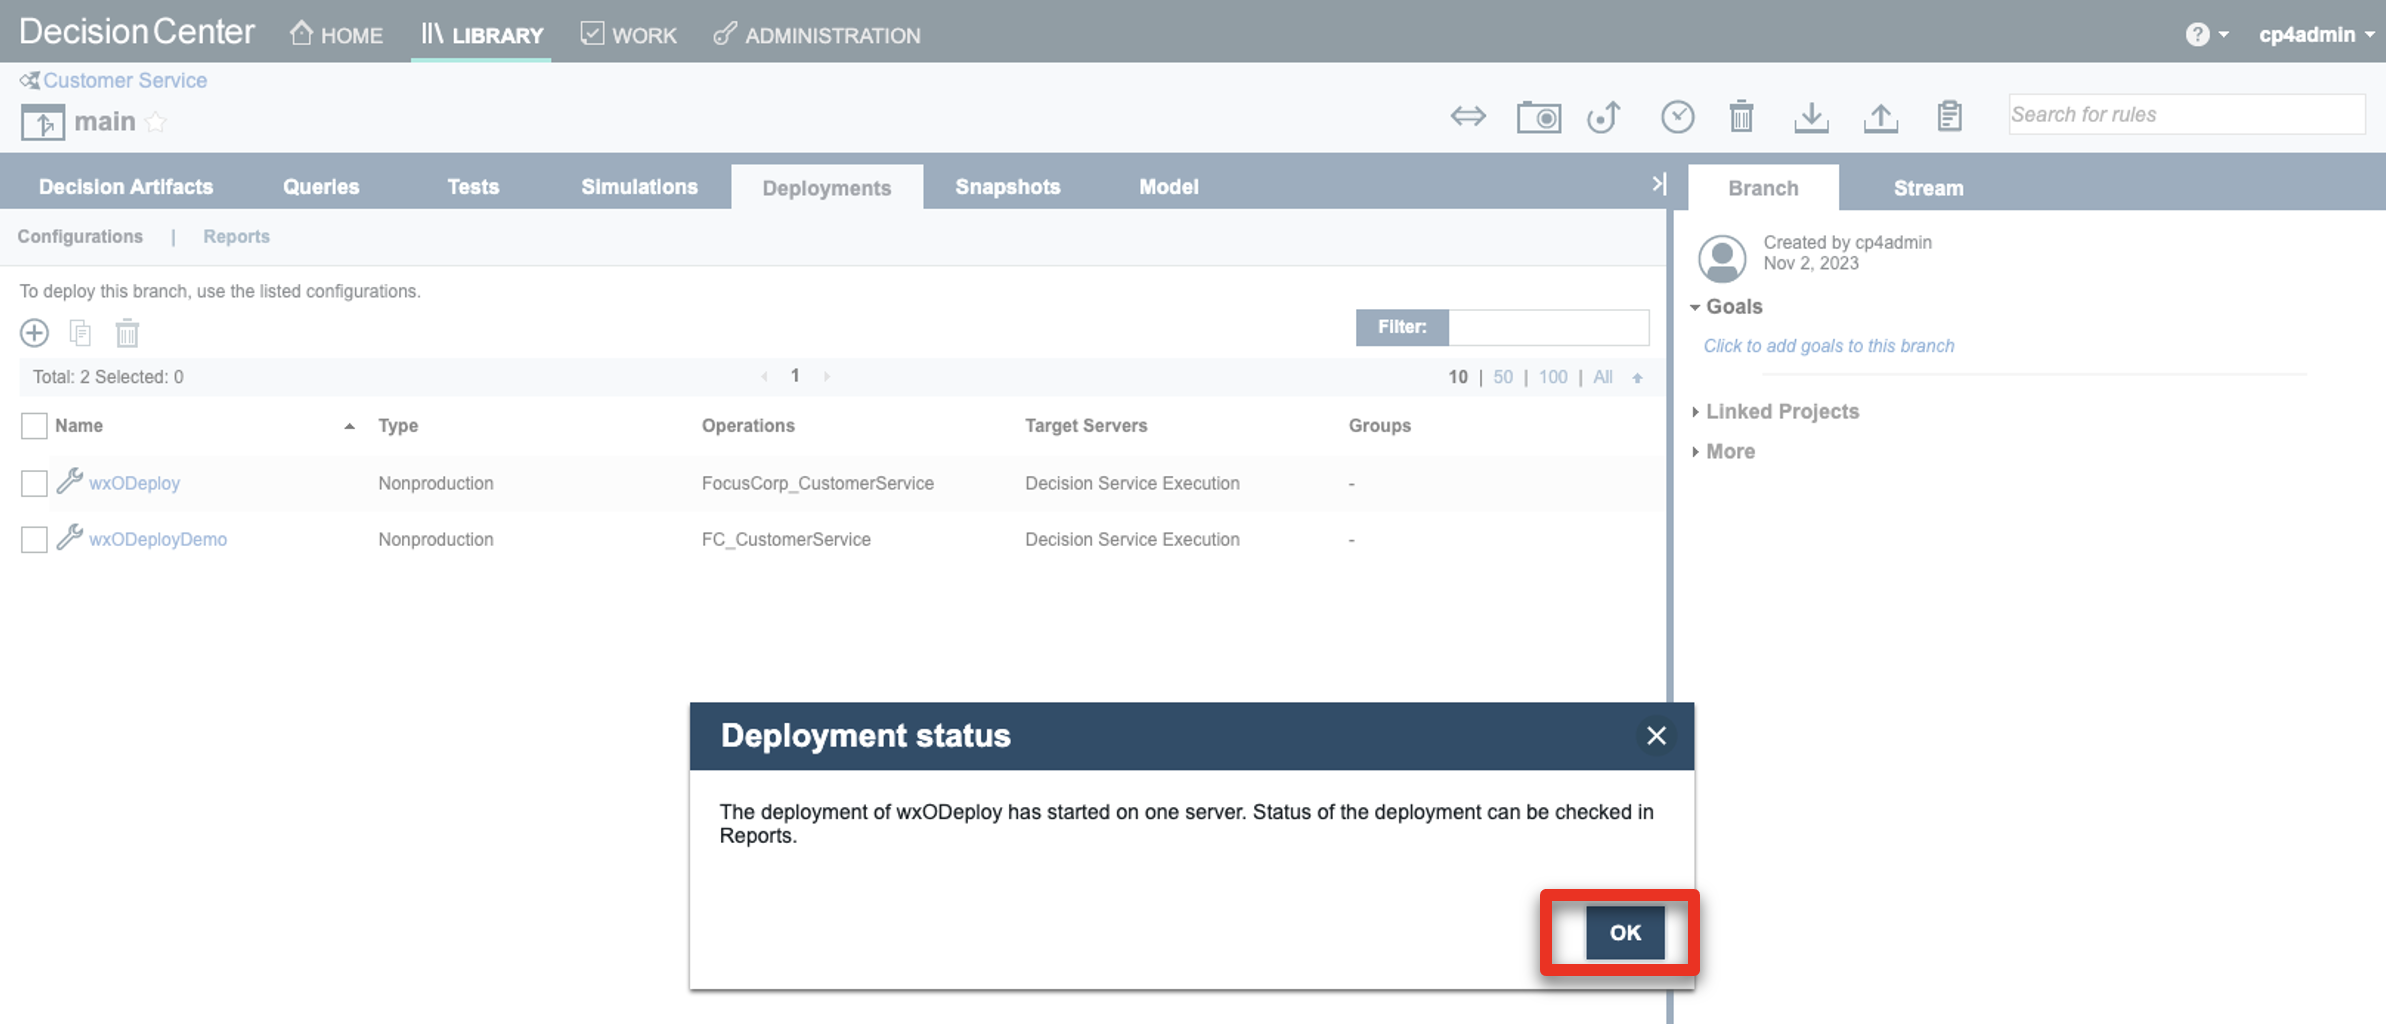 Decision Center HOME LIBRARY WORK ADMINISTRATION ? cp4admin
Customer Service
main
Search for rules
Decision Artifacts Queries Tests Simulations Deployments Snapshots Model
Branch Stream
Configurations | Reports
Created by cp4admin
Nov 2, 2023
To deploy this branch, use the listed configurations.
Goals
Filter:
Click to add goals to this branch
Total: 2 Selected: 0 1 10 | 50 | 100 | All
Linked Projects
More
Name Type Operations Target Servers Groups
wxODeploy Nonproduction FocusCorp_CustomerService Decision Service Execution -
wxODeployDemo Nonproduction FC_CustomerService Decision Service Execution -
Deployment status
The deployment of wxODeploy has started on one server. Status of the deployment can be checked in
Reports.
OK